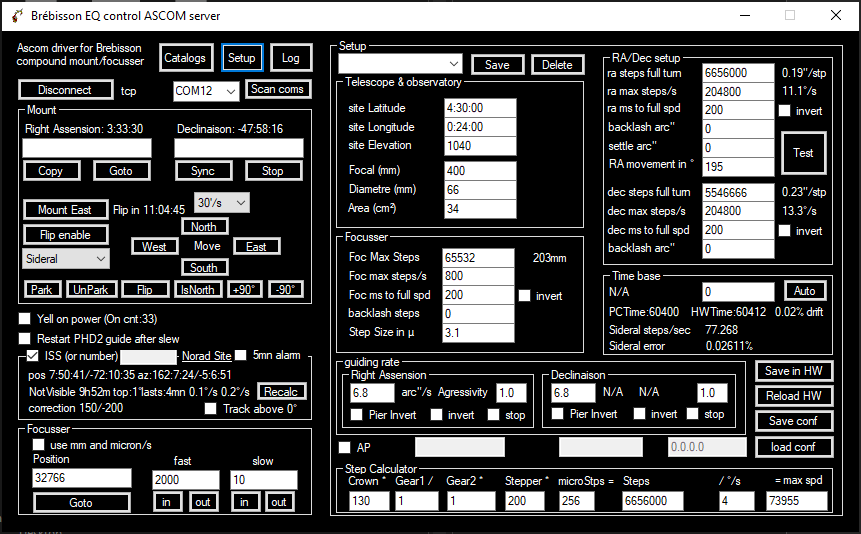 Brébisson EQ control ASCOM server
Ascom driver for Brebisson
compound mount/focusser
Catalogs
Setup
Log
Disconnect
tcp
COM12
Scan coms
Mount
Right Assension: 3:33:30
Declinaison: -47:58:16
Copy
Goto
Sync
Stop
Mount East
Flip in 11:04:45
30'/s
Flip enable
North
West
Move
East
Sideral
South
Park
UnPark
Flip
IsNorth
+90°
-90°
Yell on power (On cnt:33)
Restart PHD2 guide after slew
ISS (or number)
Norad Site
5mn alarm
pos 7:50:41/-72:10:35 az:162:7:24/-5:6:51
NotVisible 9h52m top:1°lasts:4mn 0.1°/s 0.2°/s
Recalc
correction 150/-200
Track above 0°
Focusser
use mm and micron/s
Position
fast
slow
32766
2000
10
Goto
in
out
in
out
Setup
Save
Delete
Telescope & observatory
site Latitude
4:30:00
site Longitude
0:24:00
site Elevation
1040
Focal (mm)
400
Diametre (mm)
66
Area (cm²)
34
Focusser
Foc Max Steps
65532
203mm
Foc max steps/s
800
Foc ms to full spd
200
invert
backlash steps
0
Step Size in µ
3.1
RA/Dec setup
ra steps full turn
6656000
0.19"/stp
ra max steps/s
204800
11.1°/s
ra ms to full spd
200
invert
backlash arc"
0
settle arc"
0
Test
RA movement in °
195
dec steps full turn
5546666
0.23"/stp
dec max steps/s
204800
13.3°/s
dec ms to full spd
200
invert
backlash arc"
0
Time base
N/A
0
Auto
PCTime:60400 HWTime:60412 0.02% drift
Sideral steps/sec 77.268
Sideral error 0.02611%
guiding rate
Right Assension
6.8
arc"/s
Agressivity
1.0
Pier Invert
invert
stop
Declinaison
6.8
N/A
N/A
1.0
Pier Invert
invert
stop
Save in HW
Reload HW
Save conf
load conf
AP
0.0.0.0
Step Calculator
Crown * Gear1 / Gear2 * Stepper * microStps = Steps / °/s = max spd
130 1 1 200 256 6656000 4 73955